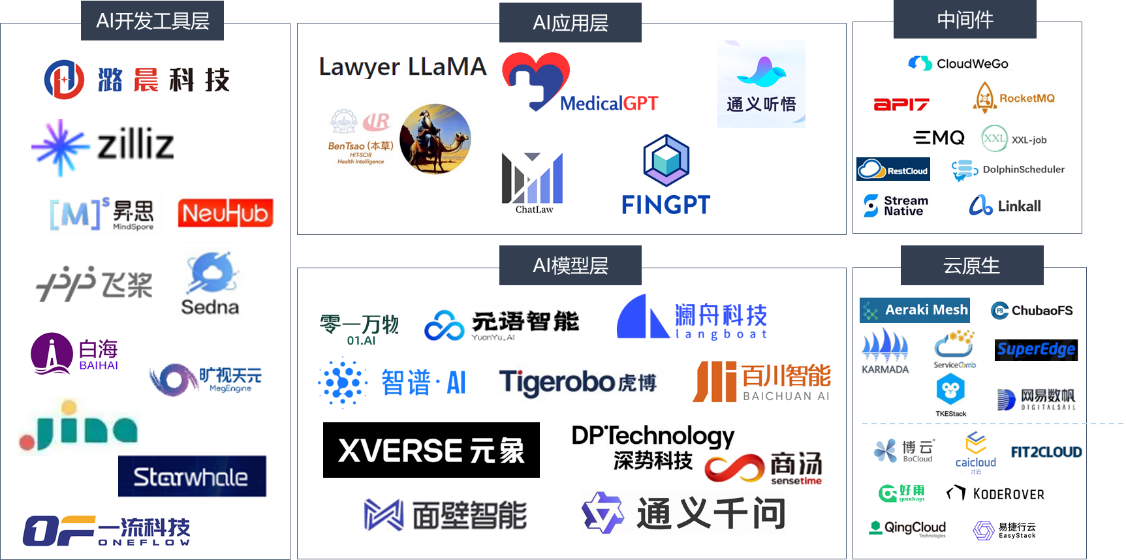 AI开发工具层
潞晨科技
zilliz
[M]s 昇思
MindSpore
NeuHub
飞桨
Sedna
白海
BAIHAI
旷视天元
MegEngine
Jina
Starwhale
OF 一流科技
ONEFLOW
AI应用层
Lawyer LLaMA
MedicalGPT
通义听悟
LR
BenTsao (本草)
HIT-SCIR
Health Intelligence
ChatLaw
FINGPT
AI模型层
零一万物
01.AI
元语智能
YuanYu.AI
澜舟科技
langboat
智谱·AI
Tigerobo虎博
百川智能
BAICHUAN AI
XVERSE 元象
DPTechnology
深势科技
商汤
sensetime
面壁智能
通义千问
中间件
CloudWeGo
API7
RocketMQ
EMQ
XXL
XXL-job
RestCloud
DolphinScheduler
Stream
Native
Linkall
云原生
Aeraki Mesh
ChubaoFS
KARMADA
ServiceComb
SuperEdge
TKEStack
网易数帆
DIGITALSAIL
博云
BoCloud
caicloud
才云
FIT2CLOUD
好雨
goodrain
KODEROVER
QingCloud
Technologies
易捷行云
EasyStack